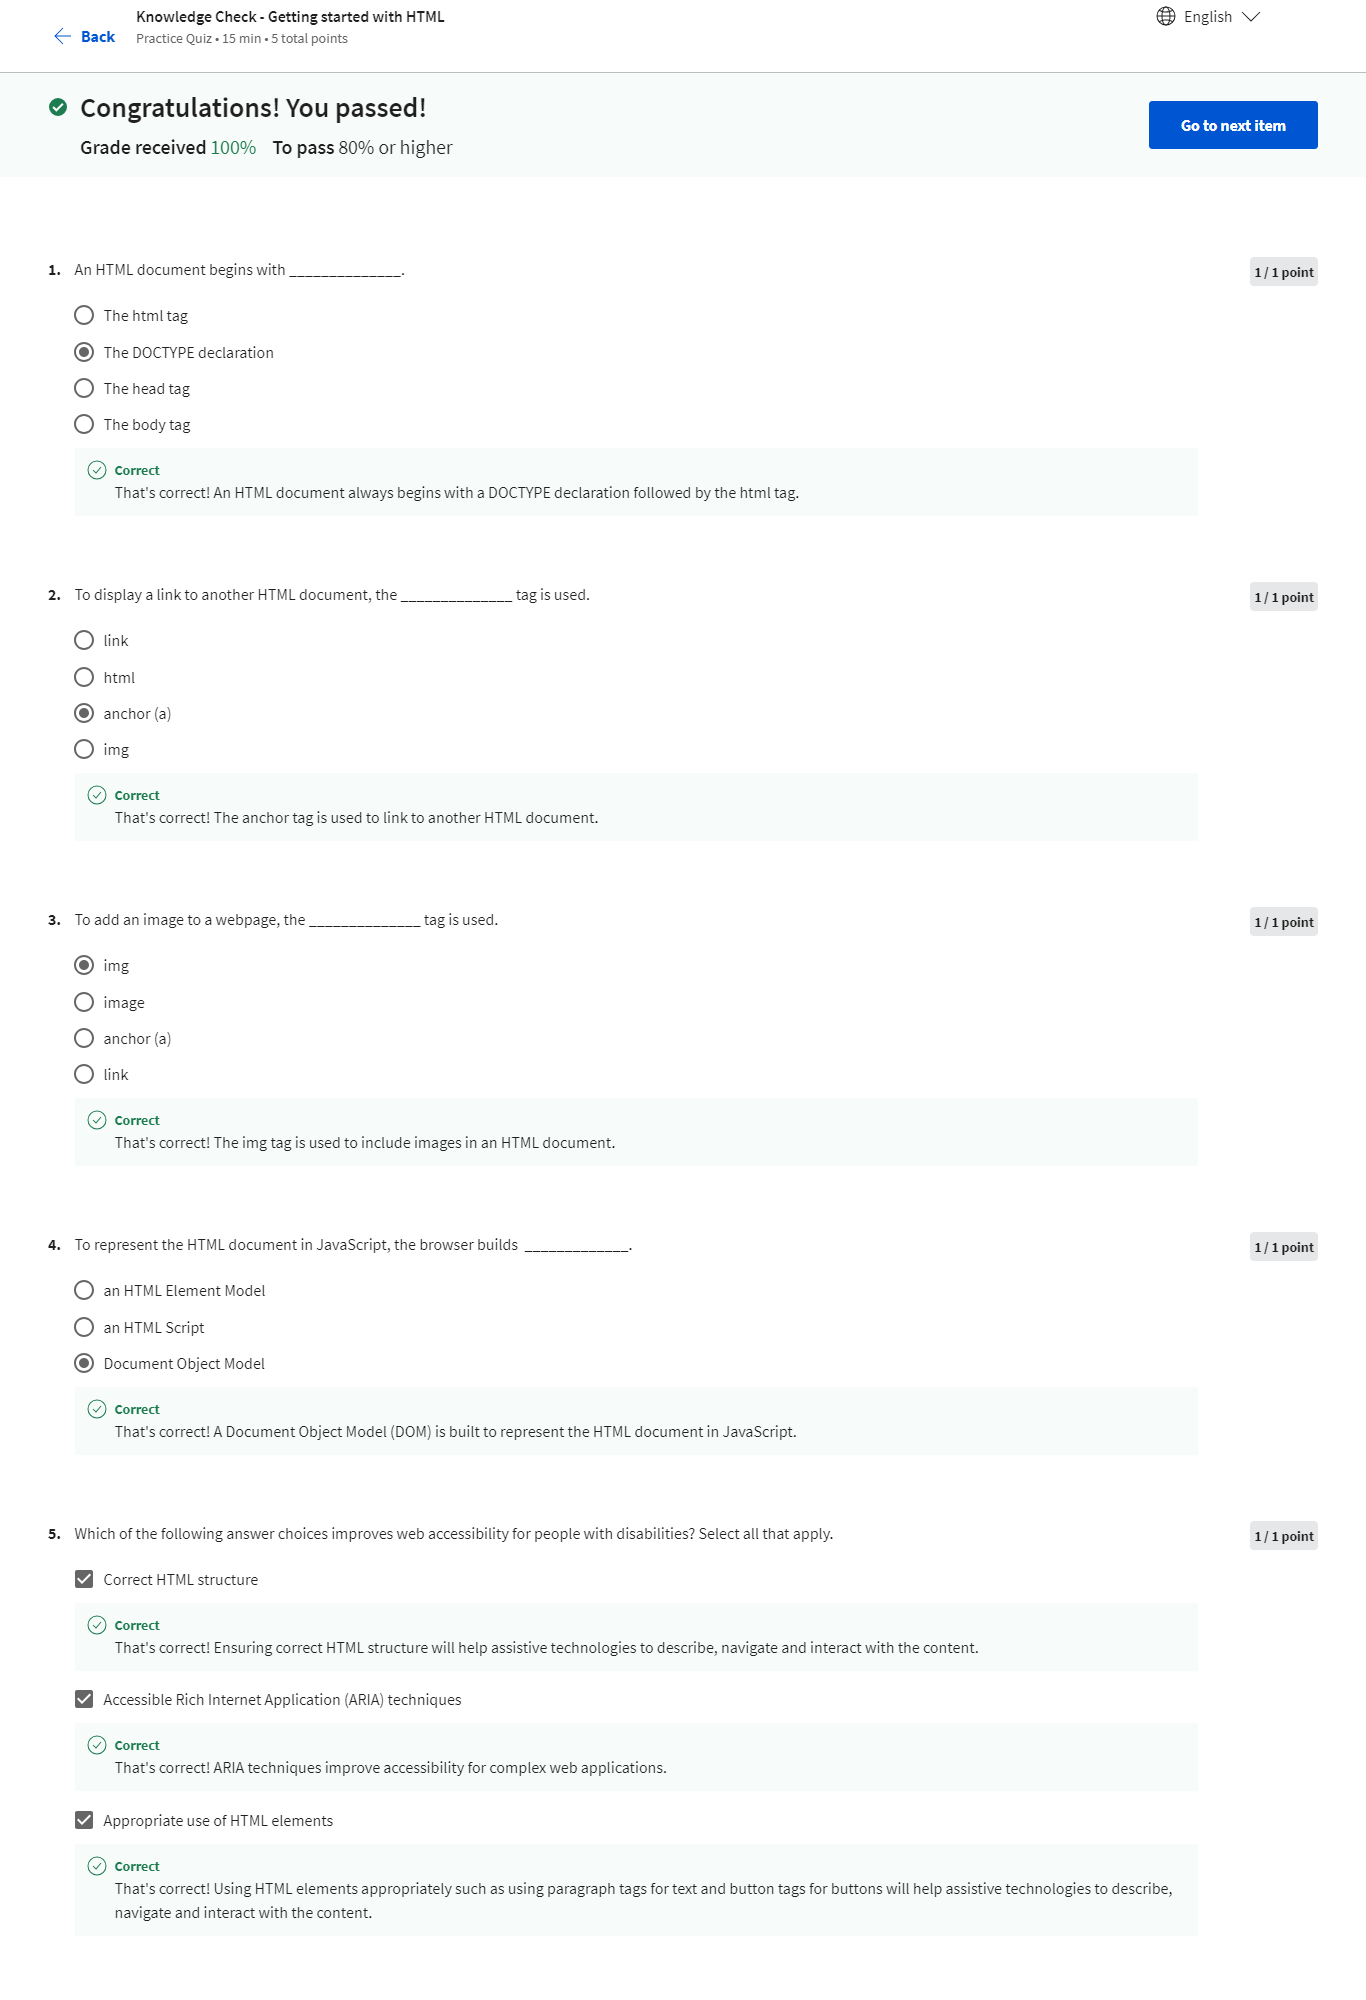 Back
Knowledge Check - Getting started with HTML
Practice Quiz • 15 min • 5 total points
English
Congratulations! You passed!
Grade received 100% To pass 80% or higher
Go to next item
1. An HTML document begins with ______________.
1 / 1 point
The html tag
The DOCTYPE declaration
The head tag
The body tag
Correct
That's correct! An HTML document always begins with a DOCTYPE declaration followed by the html tag.
2. To display a link to another HTML document, the ______________ tag is used.
1 / 1 point
link
html
anchor (a)
img
Correct
That's correct! The anchor tag is used to link to another HTML document.
3. To add an image to a webpage, the ______________ tag is used.
1 / 1 point
img
image
anchor (a)
link
Correct
That's correct! The img tag is used to include images in an HTML document.
4. To represent the HTML document in JavaScript, the browser builds _____________.
1 / 1 point
an HTML Element Model
an HTML Script
Document Object Model
Correct
That's correct! A Document Object Model (DOM) is built to represent the HTML document in JavaScript.
5. Which of the following answer choices improves web accessibility for people with disabilities? Select all that apply.
1 / 1 point
Correct HTML structure
Correct
That's correct! Ensuring correct HTML structure will help assistive technologies to describe, navigate and interact with the content.
Accessible Rich Internet Application (ARIA) techniques
Correct
That's correct! ARIA techniques improve accessibility for complex web applications.
Appropriate use of HTML elements
Correct
That's correct! Using HTML elements appropriately such as using paragraph tags for text and button tags for buttons will help assistive technologies to describe,
navigate and interact with the content.